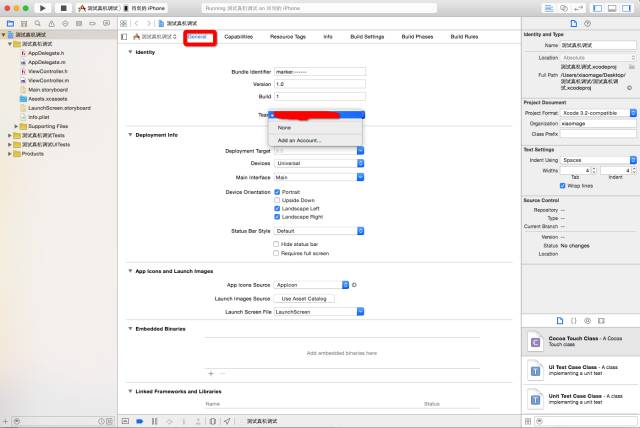 测试真机调试 › 玮琪的 iPhone
Running 测试真机调试 on 玮琪的 iPhone
测试真机调试
测试真机调试
General
Capabilities
Resource Tags
Info
Build Settings
Build Phases
Build Rules
测试真机调试
测试真机调试
AppDelegate.h
AppDelegate.m
ViewController.h
ViewController.m
Main.storyboard
Assets.xcassets
LaunchScreen.storyboard
Info.plist
Supporting Files
测试真机调试Tests
测试真机调试UITests
Products
Identity
Bundle Identifier
Version 1.0
Build 1
None
Add an Account...
Deployment Info
Deployment Target
Devices Universal
Main Interface Main
Device Orientation Portrait
Upside Down
Landscape Left
Landscape Right
Status Bar Style Default
Hide status bar
Requires full screen
App Icons and Launch Images
App Icons Source AppIcon
Launch Images Source Use Asset Catalog
Launch Screen File LaunchScreen
Embedded Binaries
Add embedded binaries here
Linked Frameworks and Libraries
Name Status
测试真机调试
Identity and Type
Name 测试真机调试
Location Absolute
测试真机调试.xcodeproj
Full Path /Users/xiaomage/Desktop/
测试真机调试/测试真机调试.xcodeproj
Project Document
Project Format Xcode 3.2-compatible
Organization xiaomage
Class Prefix
Text Settings
Indent Using Spaces
Widths 4 4
Tab Indent
Wrap lines
Source Control
Repository --
Type --
Current Branch --
Version --
Status No changes
Location
Cocoa Touch Class - A Cocoa
Touch class
UI Test Case Class - A class
implementing a unit test
Unit Test Case Class - A class
implementing a unit test